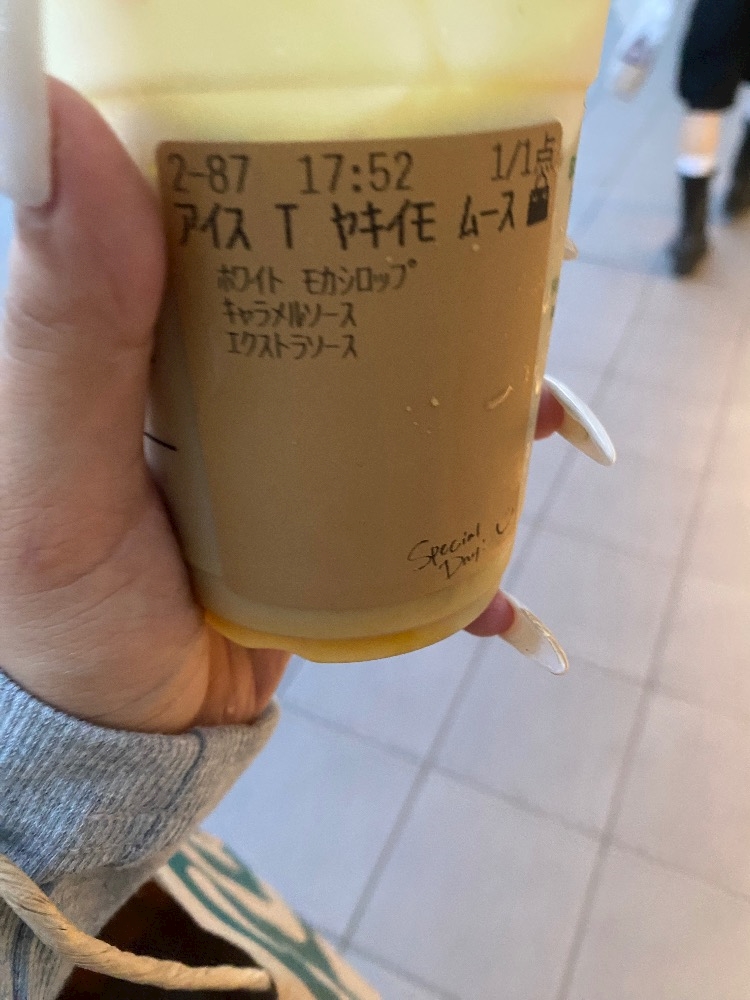 2-87 17:52 1/1点
アイス T ヤキイモ ムース
ホワイト モカシロップ
キャラメルソース
エクストラソース
Special
Day!